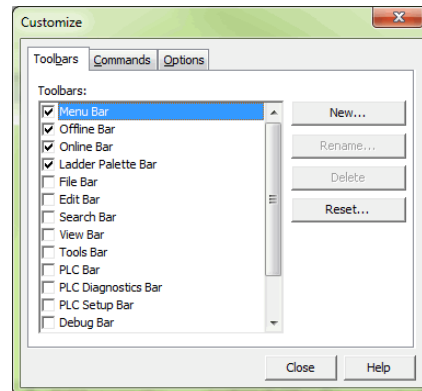 Customize
Toolbars Commands Options
Toolbars:
Menu Bar
Offline Bar
Online Bar
Ladder Palette Bar
File Bar
Edit Bar
Search Bar
View Bar
Tools Bar
PLC Bar
PLC Diagnostics Bar
PLC Setup Bar
Debug Bar
New...
Rename...
Delete
Reset...
Close Help